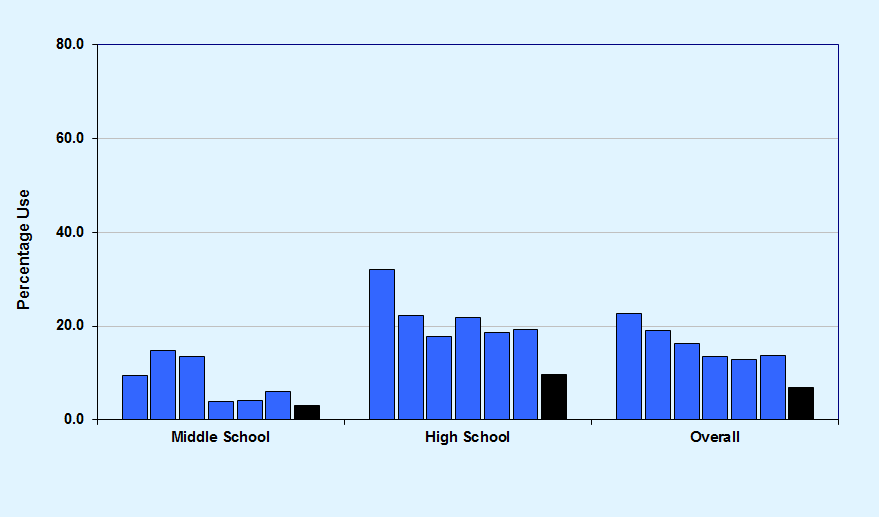 80.0
60.0
40.0
20.0
0.0
Percentage Use
Middle School
High School
Overall